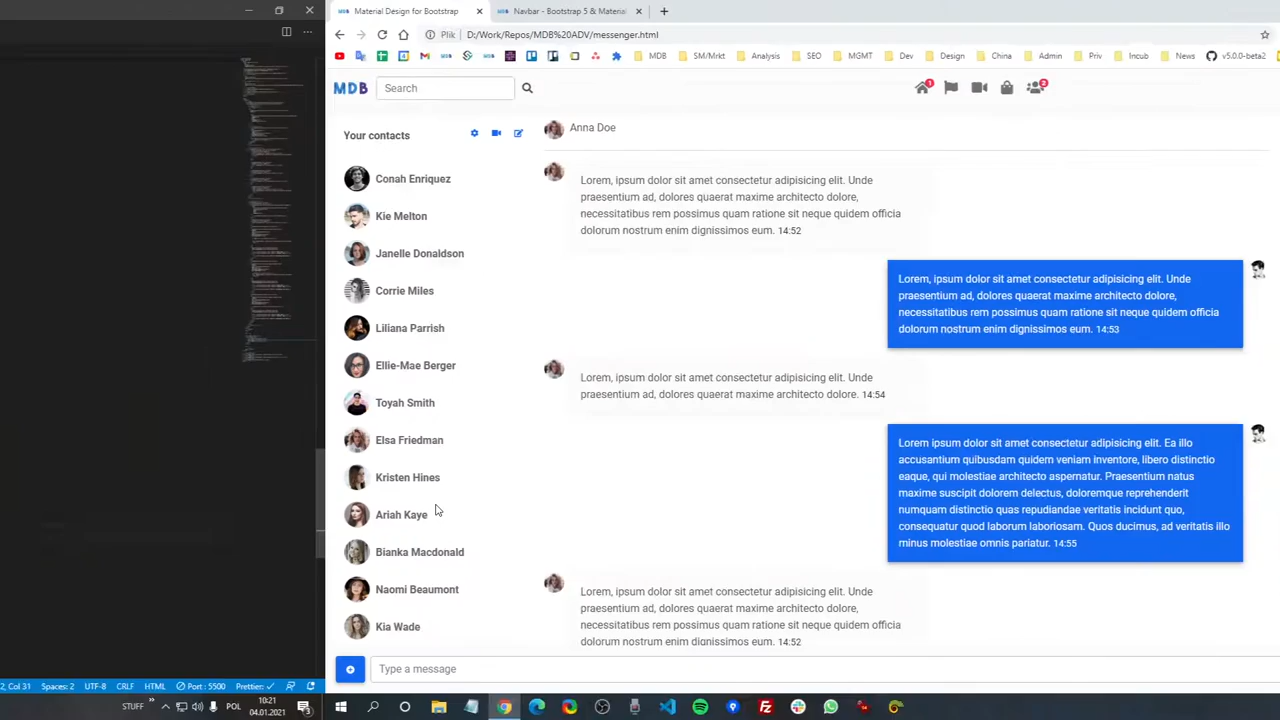 Material Design for Bootstrap
Navbar - Bootstrap 5 & Material
Plik
D:/Work/Repos/MDB%20ADV/messenger.html
MDB
SEO
MGMT
Dev
Design
China
Admin
Priv
News
v5.0.0-beta2
MDB
Search
1
Your contacts
Conah Enriquez
Kie Melton
Corrie Milan
Liliana Parrish
Ellie-Mae Berger
Toyah Smith
Elsa Friedman
Kristen Hines
Ariah Kaye
Bianka Macdonald
Naomi Beaumont
Kia Wade
Anna Doe
Lorem, ipsum dolor sit amet consectetur adipisicing elit. Unde
praesentium ad, dolores quaerat maxime architecto dolore,
necessitatibus rem possimus quam ratione sit neque quidem officia
dolorum nostrum enim dignissimos eum. 14:52
Lorem, ipsum dolor sit amet consectetur adipisicing elit. Unde
praesentium ad, dolores quaerat maxime architecto dolore,
necessitatibus rem possimus quam ratione sit neque quidem officia
dolorum nostrum enim dignissimos eum. 14:53
Lorem, ipsum dolor sit amet consectetur adipisicing elit. Unde
praesentium ad, dolores quaerat maxime architecto dolore. 14:54
Lorem ipsum dolor sit amet consectetur adipisicing elit. Ea illo
accusantium quibusdam quidem veniam inventore, libero distinctio
eaque, qui molestiae architecto aspernatur. Praesentium natus
maxime suscipit dolorem delectus, doloremque reprehenderit
numquam distinctio quas repudiandae veritatis incidunt quo,
consequatur quod laborum laboriosam. Quos ducimus, ad veritatis illo
minus molestiae omnis pariatur. 14:55
Lorem, ipsum dolor sit amet consectetur adipisicing elit. Unde
praesentium ad, dolores quaerat maxime architecto dolore,
necessitatibus rem possimus quam ratione sit neque quidem officia
dolorum nostrum enim dignissimos eum. 14:52
Type a message
2, Col 31
Spaces: 2
UTF-8
CRLF
HTML
Port : 5500
Prettier:
STUFF
POL
10:21
04.01.2021